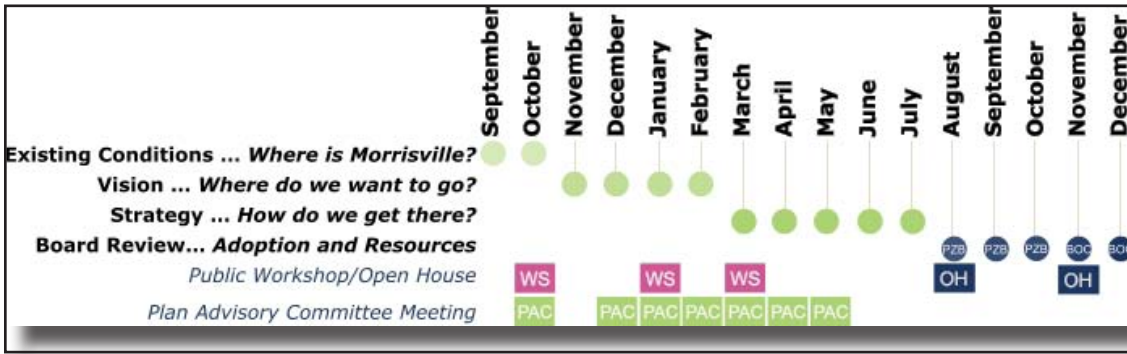 September October November December January February March April May June July August September October November December
Existing Conditions ... Where is Morrisville?
Vision ... Where do we want to go?
Strategy ... How do we get there?
Board Review... Adoption and Resources PZB PZB PZB BOC BOC
Public Workshop/Open House WS WS WS OH OH
Plan Advisory Committee Meeting PAC PAC PAC PAC PAC PAC PAC